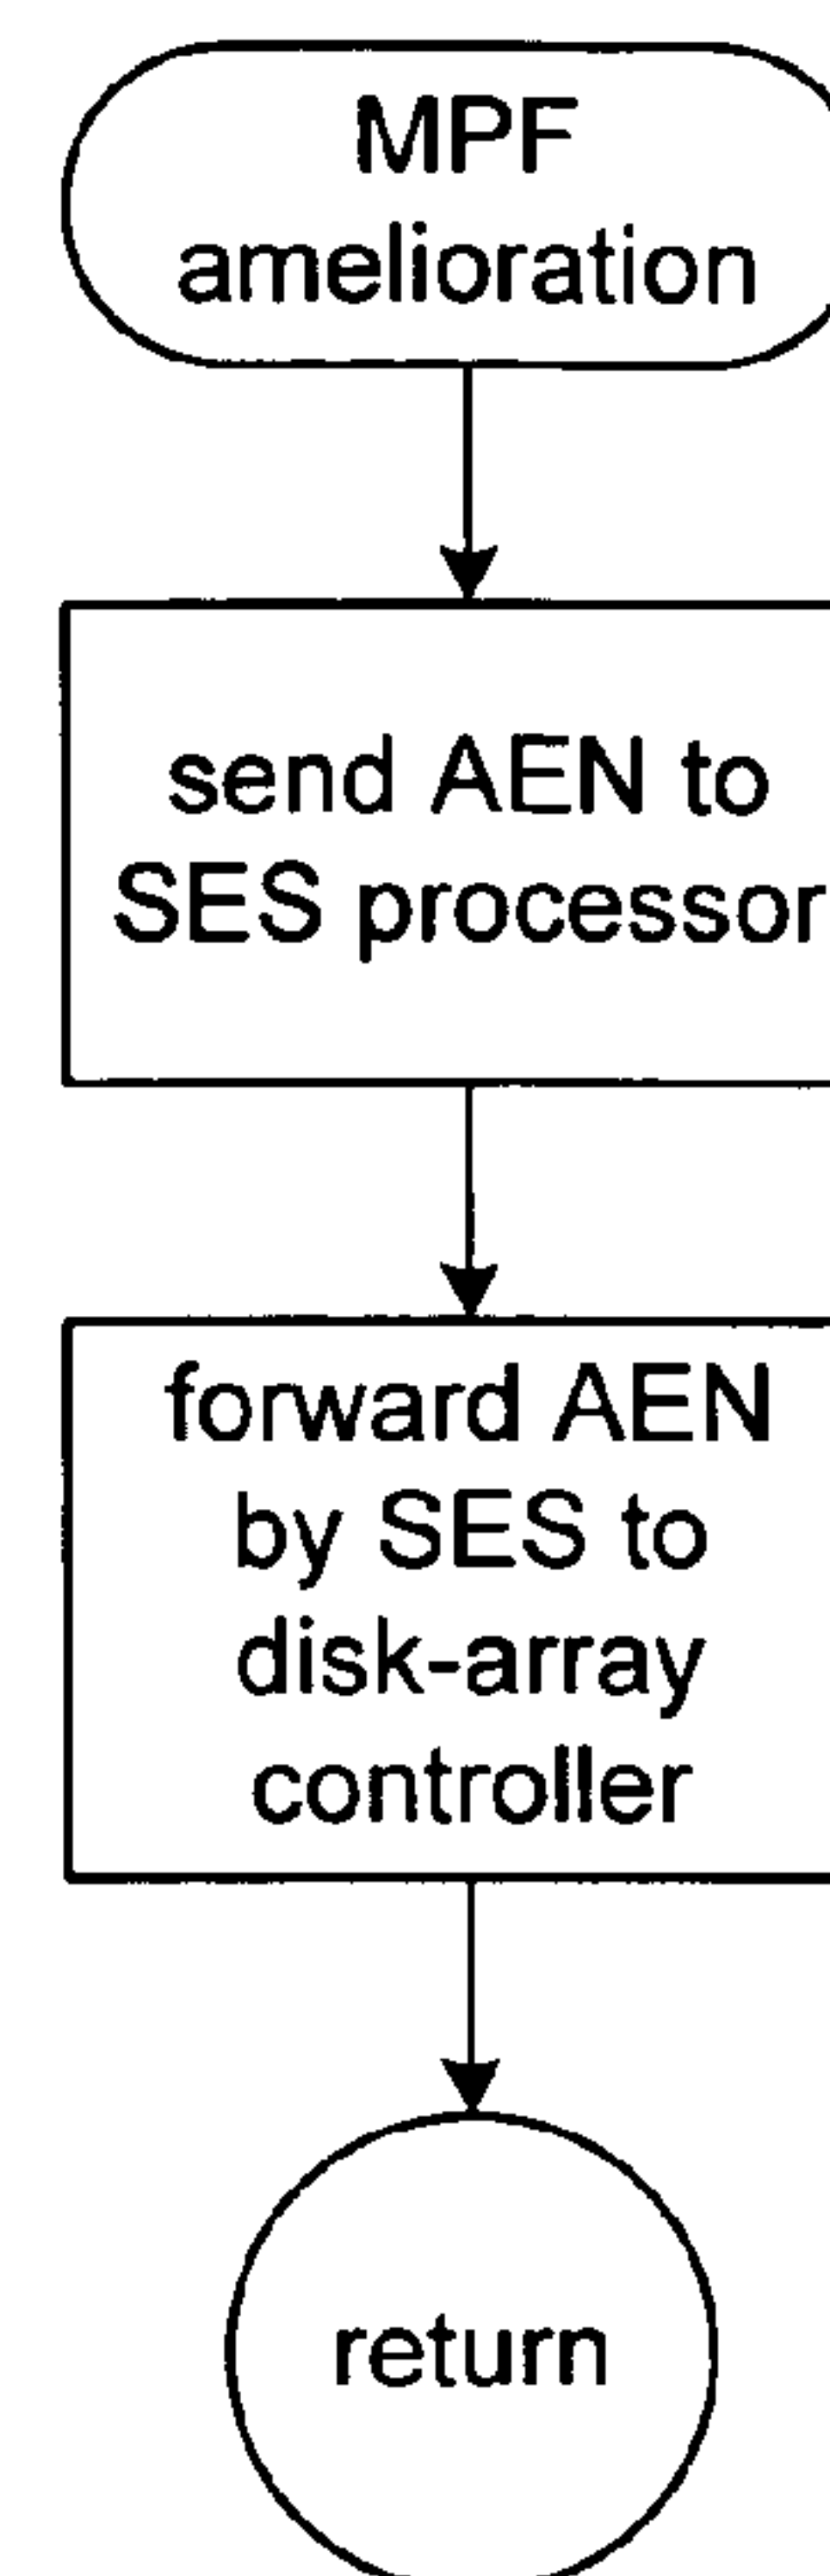 MPF
amelioration
send AEN to
SES processor
forward AEN
by SES to
disk-array
controller
return